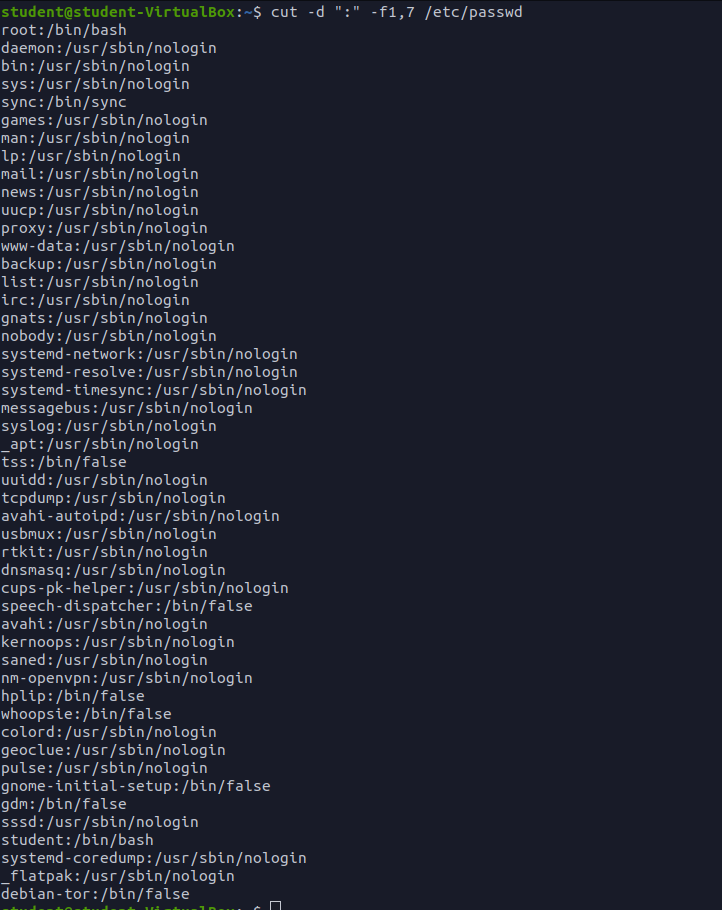 student@student-VirtualBox:~$ cut -d ":" -f1,7 /etc/passwd
root:/bin/bash
daemon:/usr/sbin/nologin
bin:/usr/sbin/nologin
sys:/usr/sbin/nologin
sync:/bin/sync
games:/usr/sbin/nologin
man:/usr/sbin/nologin
lp:/usr/sbin/nologin
mail:/usr/sbin/nologin
news:/usr/sbin/nologin
uucp:/usr/sbin/nologin
proxy:/usr/sbin/nologin
www-data:/usr/sbin/nologin
backup:/usr/sbin/nologin
list:/usr/sbin/nologin
irc:/usr/sbin/nologin
gnats:/usr/sbin/nologin
nobody:/usr/sbin/nologin
systemd-network:/usr/sbin/nologin
systemd-resolve:/usr/sbin/nologin
systemd-timesync:/usr/sbin/nologin
messagebus:/usr/sbin/nologin
syslog:/usr/sbin/nologin
_apt:/usr/sbin/nologin
tss:/bin/false
uuidd:/usr/sbin/nologin
tcpdump:/usr/sbin/nologin
avahi-autoipd:/usr/sbin/nologin
usbmux:/usr/sbin/nologin
rtkit:/usr/sbin/nologin
dnsmasq:/usr/sbin/nologin
cups-pk-helper:/usr/sbin/nologin
speech-dispatcher:/bin/false
avahi:/usr/sbin/nologin
kernoops:/usr/sbin/nologin
saned:/usr/sbin/nologin
nm-openvpn:/usr/sbin/nologin
hplip:/bin/false
whoopsie:/bin/false
colord:/usr/sbin/nologin
geoclue:/usr/sbin/nologin
pulse:/usr/sbin/nologin
gnome-initial-setup:/bin/false
gdm:/bin/false
sssd:/usr/sbin/nologin
student:/bin/bash
systemd-coredump:/usr/sbin/nologin
_flatpak:/usr/sbin/nologin
debian-tor:/bin/false
student@student-VirtualBox:~$